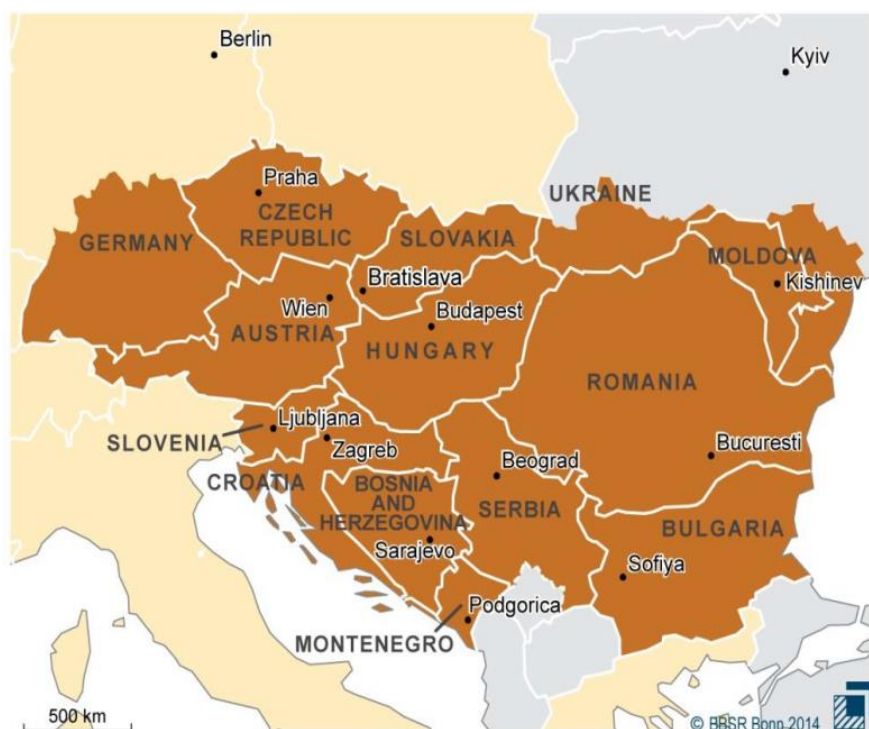 Berlin
Kyiv
Praha
UKRAINE
CZECH
REPUBLIC
GERMANY
SLOVAKIA
MOLDOVA
Kishinev
Bratislava
Wien
AUSTRIA
Budapest
HUNGARY
ROMANIA
Ljubljana
SLOVENIA
Zagreb
Bucuresti
Beograd
CROATIA
BOSNIA
AND
HERZEGOVINA
SERBIA
BULGARIA
Sarajevo
Sofiya
Podgorica
MONTENEGRO
500 km
© BBSR Bonn 2014